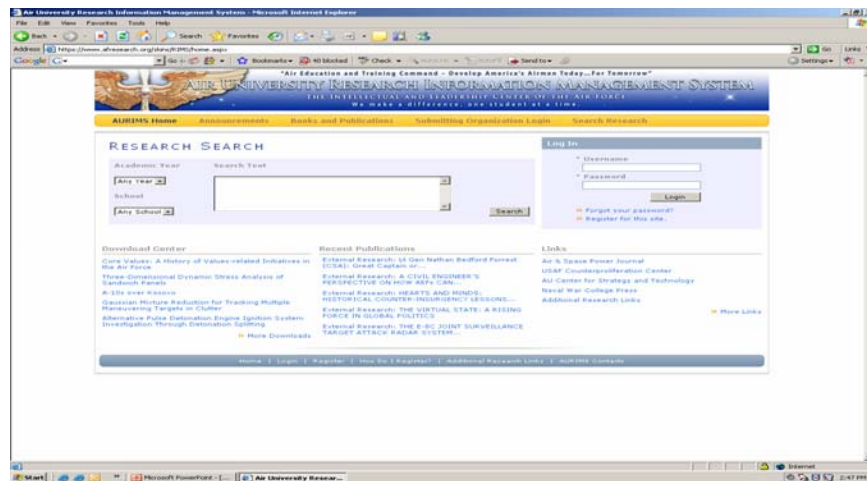 Air University Research Information Management System - Microsoft Internet Explorer
File Edit View Favorites Tools Help
Back Search Favorites
Address https://www.afresearch.org/skins/RIMS/home.aspx Go Links
Google Go Bookmarks 40 blocked Check Send to Settings
"Air Education and Training Command - Develop America's Airmen Today...For Tomorrow"
AIR UNIVERSITY RESEARCH INFORMATION MANAGEMENT SYSTEM
THE INTELLECTUAL AND LEADERSHIP CENTER OF THE AIR FORCE
We make a difference, one student at a time.
AURIMS Home Announcements Books and Publications Submitting Organization Login Search Research
RESEARCH SEARCH
Academic Year Search Text
Any Year
School
Any School Search
Log In
* Username
* Password
Login
Forgot your password?
Register for this site.
Download Center
Core Values: A History of Values-related Initiatives in
the Air Force
Three-Dimensional Dynamic Stress Analysis of
Sandwich Panels
A-10s over Kosovo
Gaussian Mixture Reduction for Tracking Multiple
Maneuvering Targets in Clutter
Alternative Pulse Detonation Engine Ignition System
Investigation Through Detonation Splitting
More Downloads
Recent Publications
External Research: Lt Gen Nathan Bedford Forrest
(CSA): Great Captain or...
External Research: A CIVIL ENGINEER'S
PERSPECTIVE ON HOW AEFs CAN...
External Research: HEARTS AND MINDS:
HISTORICAL COUNTER-INSURGENCY LESSONS...
External Research: THE VIRTUAL STATE: A RISING
FORCE IN GLOBAL POLITICS
External Research: THE E-8C JOINT SURVEILLANCE
TARGET ATTACK RADAR SYSTEM...
Links
Air & Space Power Journal
USAF Counterproliferation Center
AU Center for Strategy and Technology
Naval War College Press
Additional Research Links
More Links
Home | Login | Register | How Do I Register? | Additional Research Links | AURIMS Contacts
Internet
Start Microsoft PowerPoint - [... Air University Resear... 2:47 PM